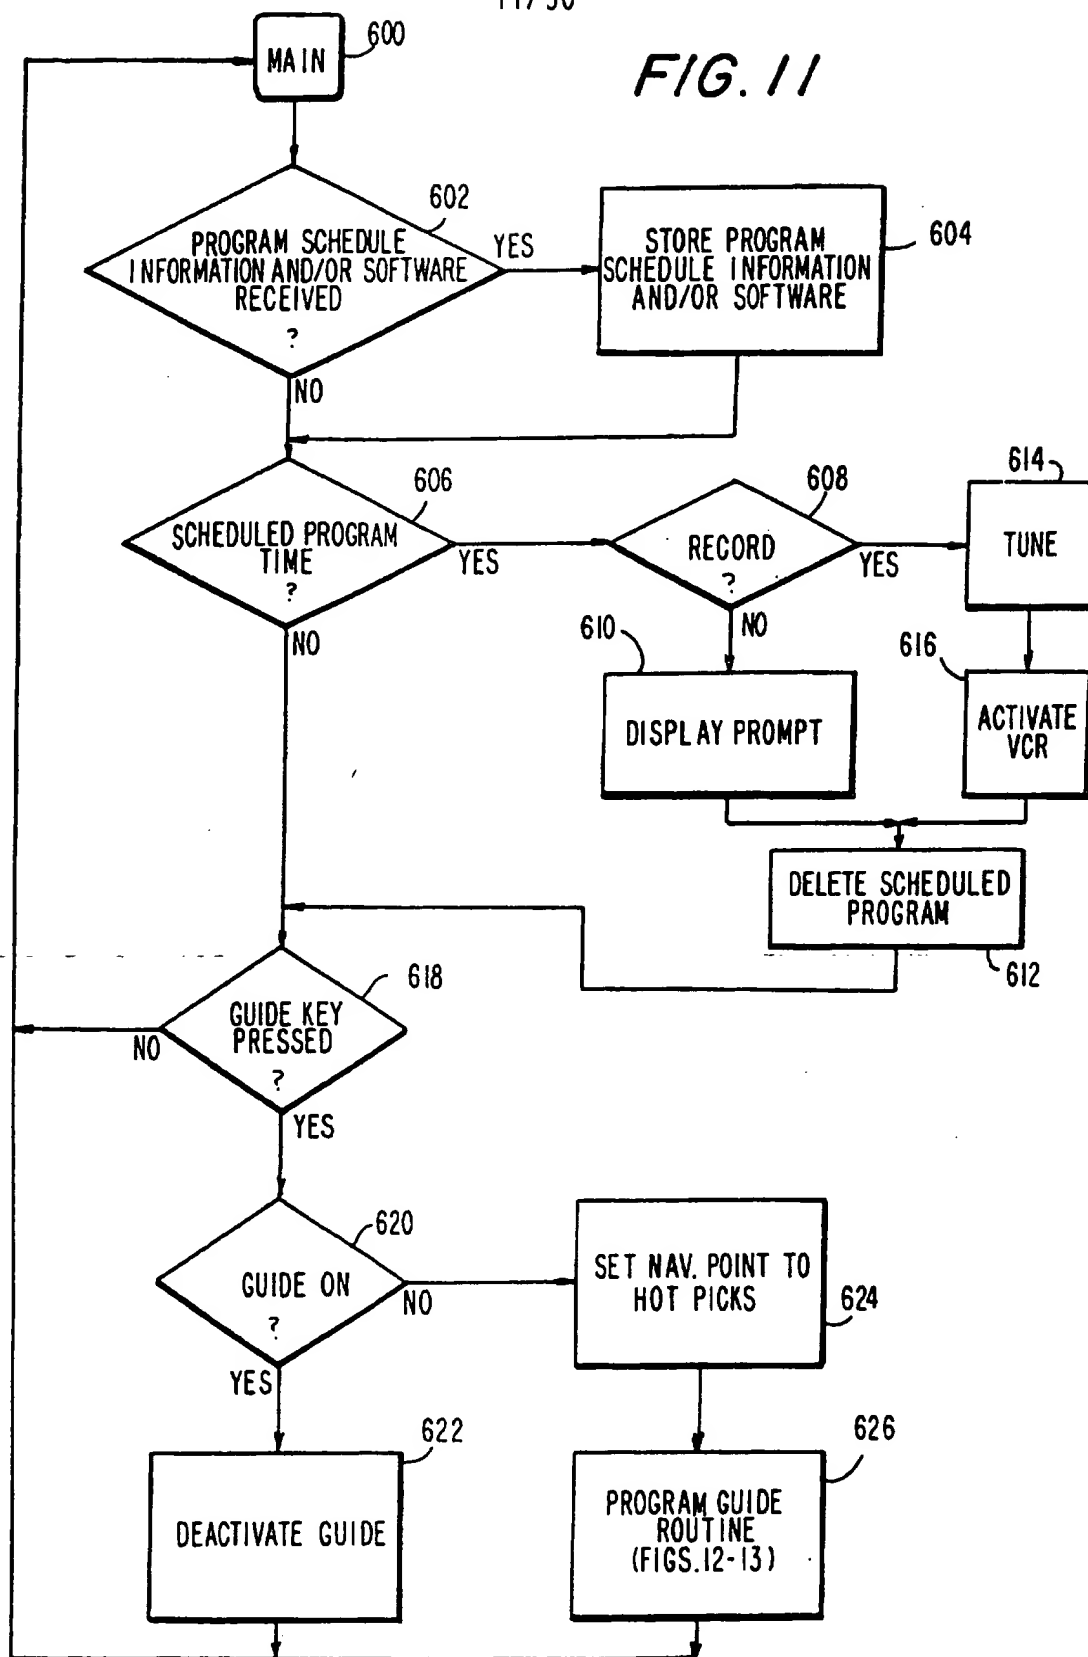 11/30
MAIN
600
FIG. 11
602
PROGRAM SCHEDULE
INFORMATION AND/OR SOFTWARE
RECEIVED
?
YES
NO
STORE PROGRAM
SCHEDULE INFORMATION
AND/OR SOFTWARE
604
606
SCHEDULED PROGRAM
TIME
?
YES
NO
608
RECORD
?
YES
NO
614
TUNE
610
DISPLAY PROMPT
616
ACTIVATE
VCR
DELETE SCHEDULED
PROGRAM
612
618
GUIDE KEY
PRESSED
?
NO
YES
620
GUIDE ON
?
NO
YES
SET NAV. POINT TO
HOT PICKS
624
622
DEACTIVATE GUIDE
626
PROGRAM GUIDE
ROUTINE
(FIGS.12-13)